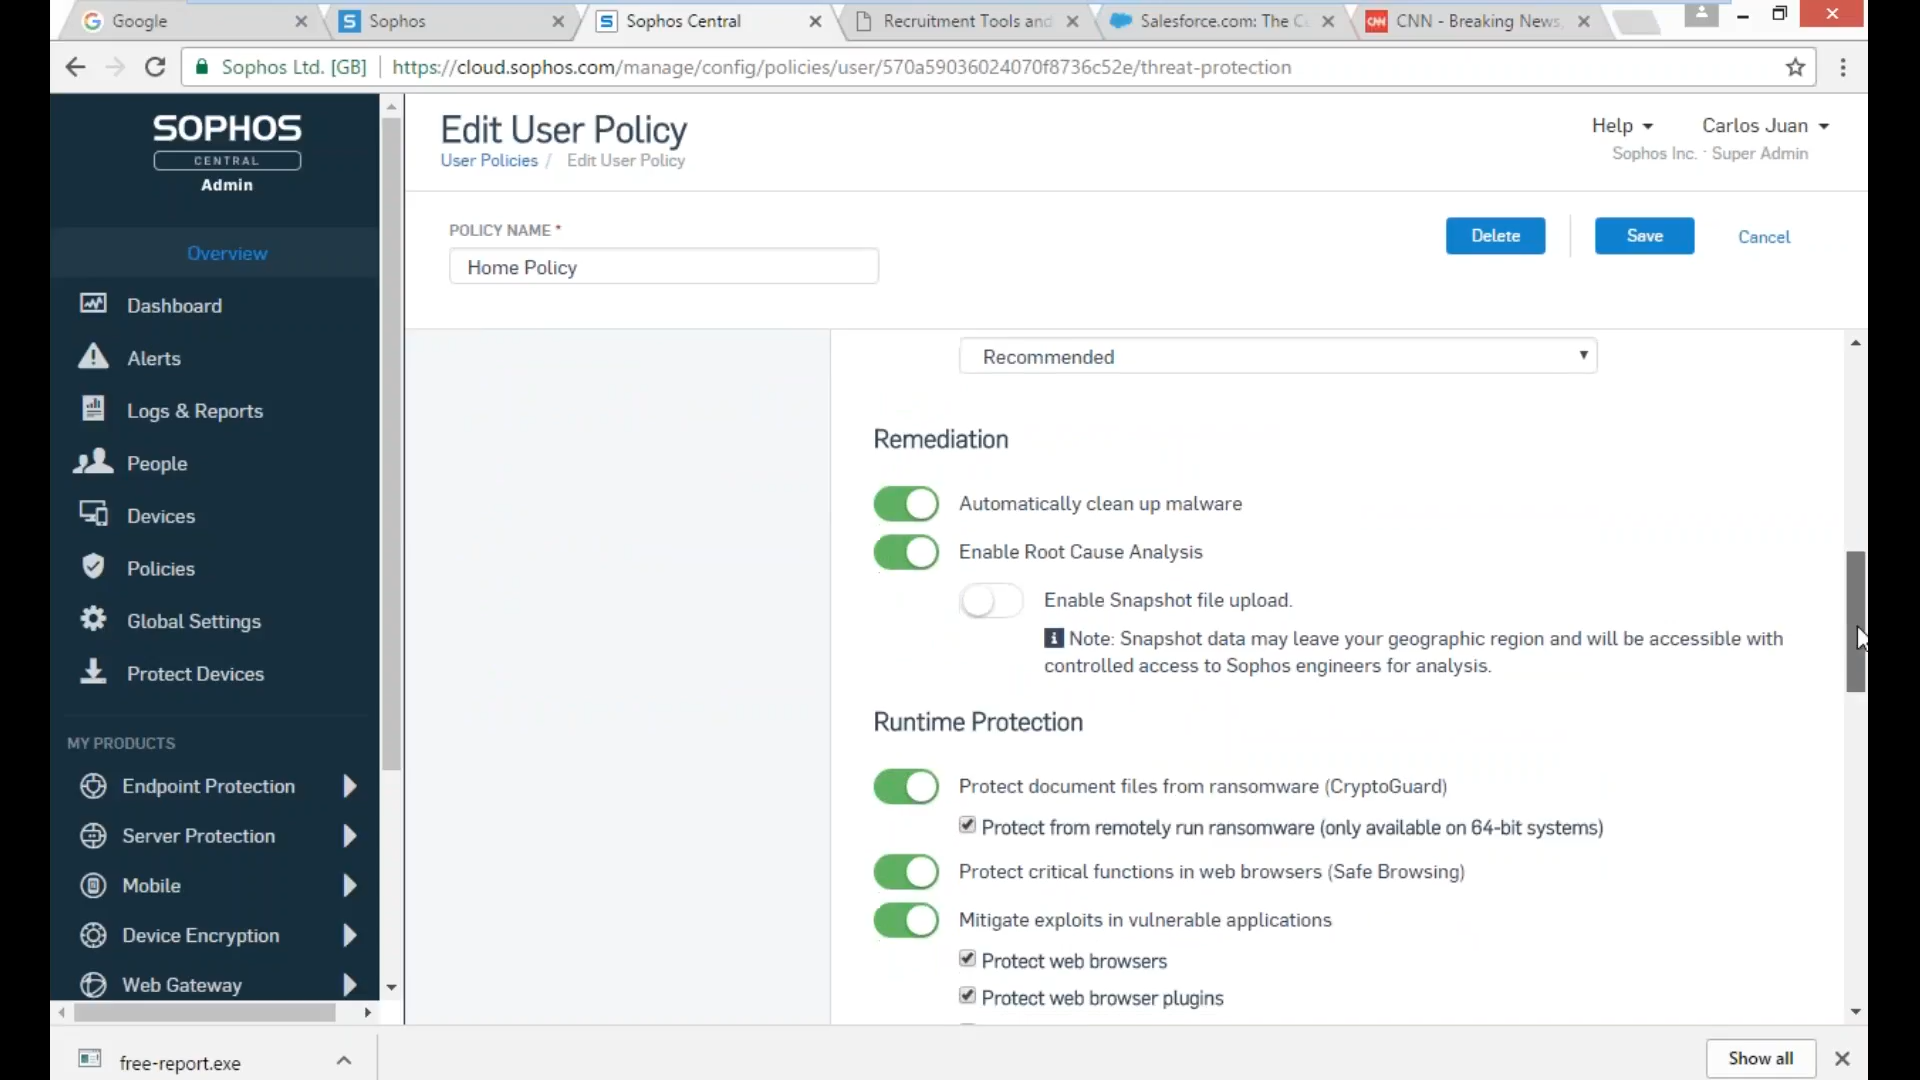 Google
Sophos
Sophos Central
Recruitment Tools and
Salesforce.com: The C
CNN - Breaking News,
Sophos Ltd. [GB]
https://cloud.sophos.com/manage/config/policies/user/570a59036024070f8736c52e/threat-protection
SOPHOS
CENTRAL
Admin
Overview
Dashboard
Alerts
Logs & Reports
People
Devices
Policies
Global Settings
Protect Devices
MY PRODUCTS
Endpoint Protection
Server Protection
Mobile
Device Encryption
Web Gateway
Edit User Policy
User Policies / Edit User Policy
Help
Carlos Juan
Sophos Inc. · Super Admin
POLICY NAME *
Home Policy
Delete
Save
Cancel
Recommended
Remediation
Automatically clean up malware
Enable Root Cause Analysis
Enable Snapshot file upload.
Note: Snapshot data may leave your geographic region and will be accessible with
controlled access to Sophos engineers for analysis.
Runtime Protection
Protect document files from ransomware (CryptoGuard)
Protect from remotely run ransomware (only available on 64-bit systems)
Protect critical functions in web browsers (Safe Browsing)
Mitigate exploits in vulnerable applications
Protect web browsers
Protect web browser plugins
free-report.exe
Show all